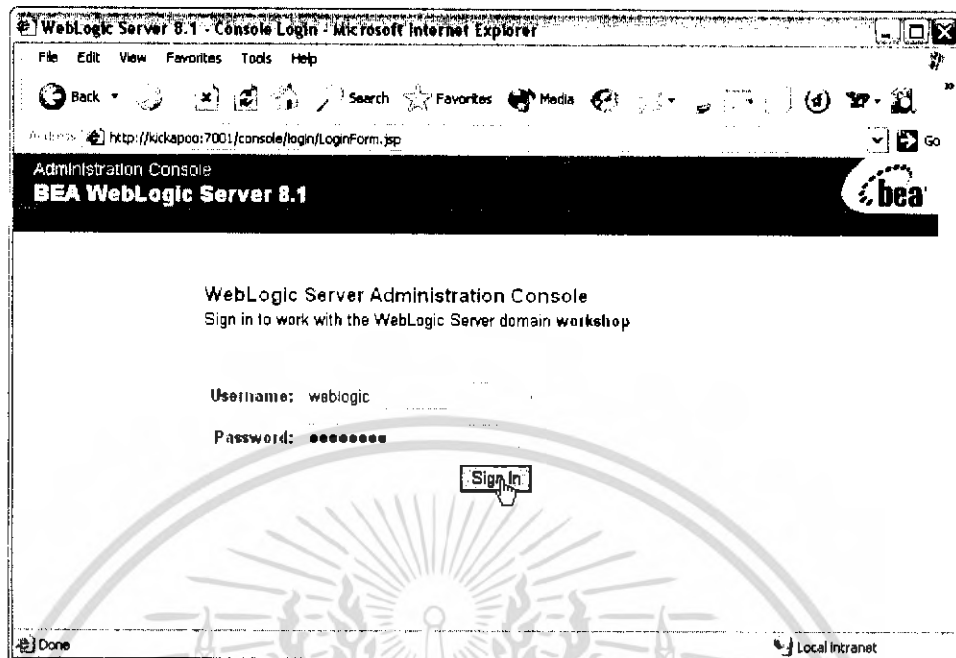 WebLogic Server 8.1 - Console Login - Microsoft Internet Explorer
File Edit View Favorites Tools Help
Back Search Favorites Media
Address http://kickapoo:7001/console/login/LoginForm.jsp Go
Administration Console
BEA WebLogic Server 8.1
bea
WebLogic Server Administration Console
Sign in to work with the WebLogic Server domain workshop
Username: weblogic
Password: ●●●●●●●●
Sign In
Done Local intranet